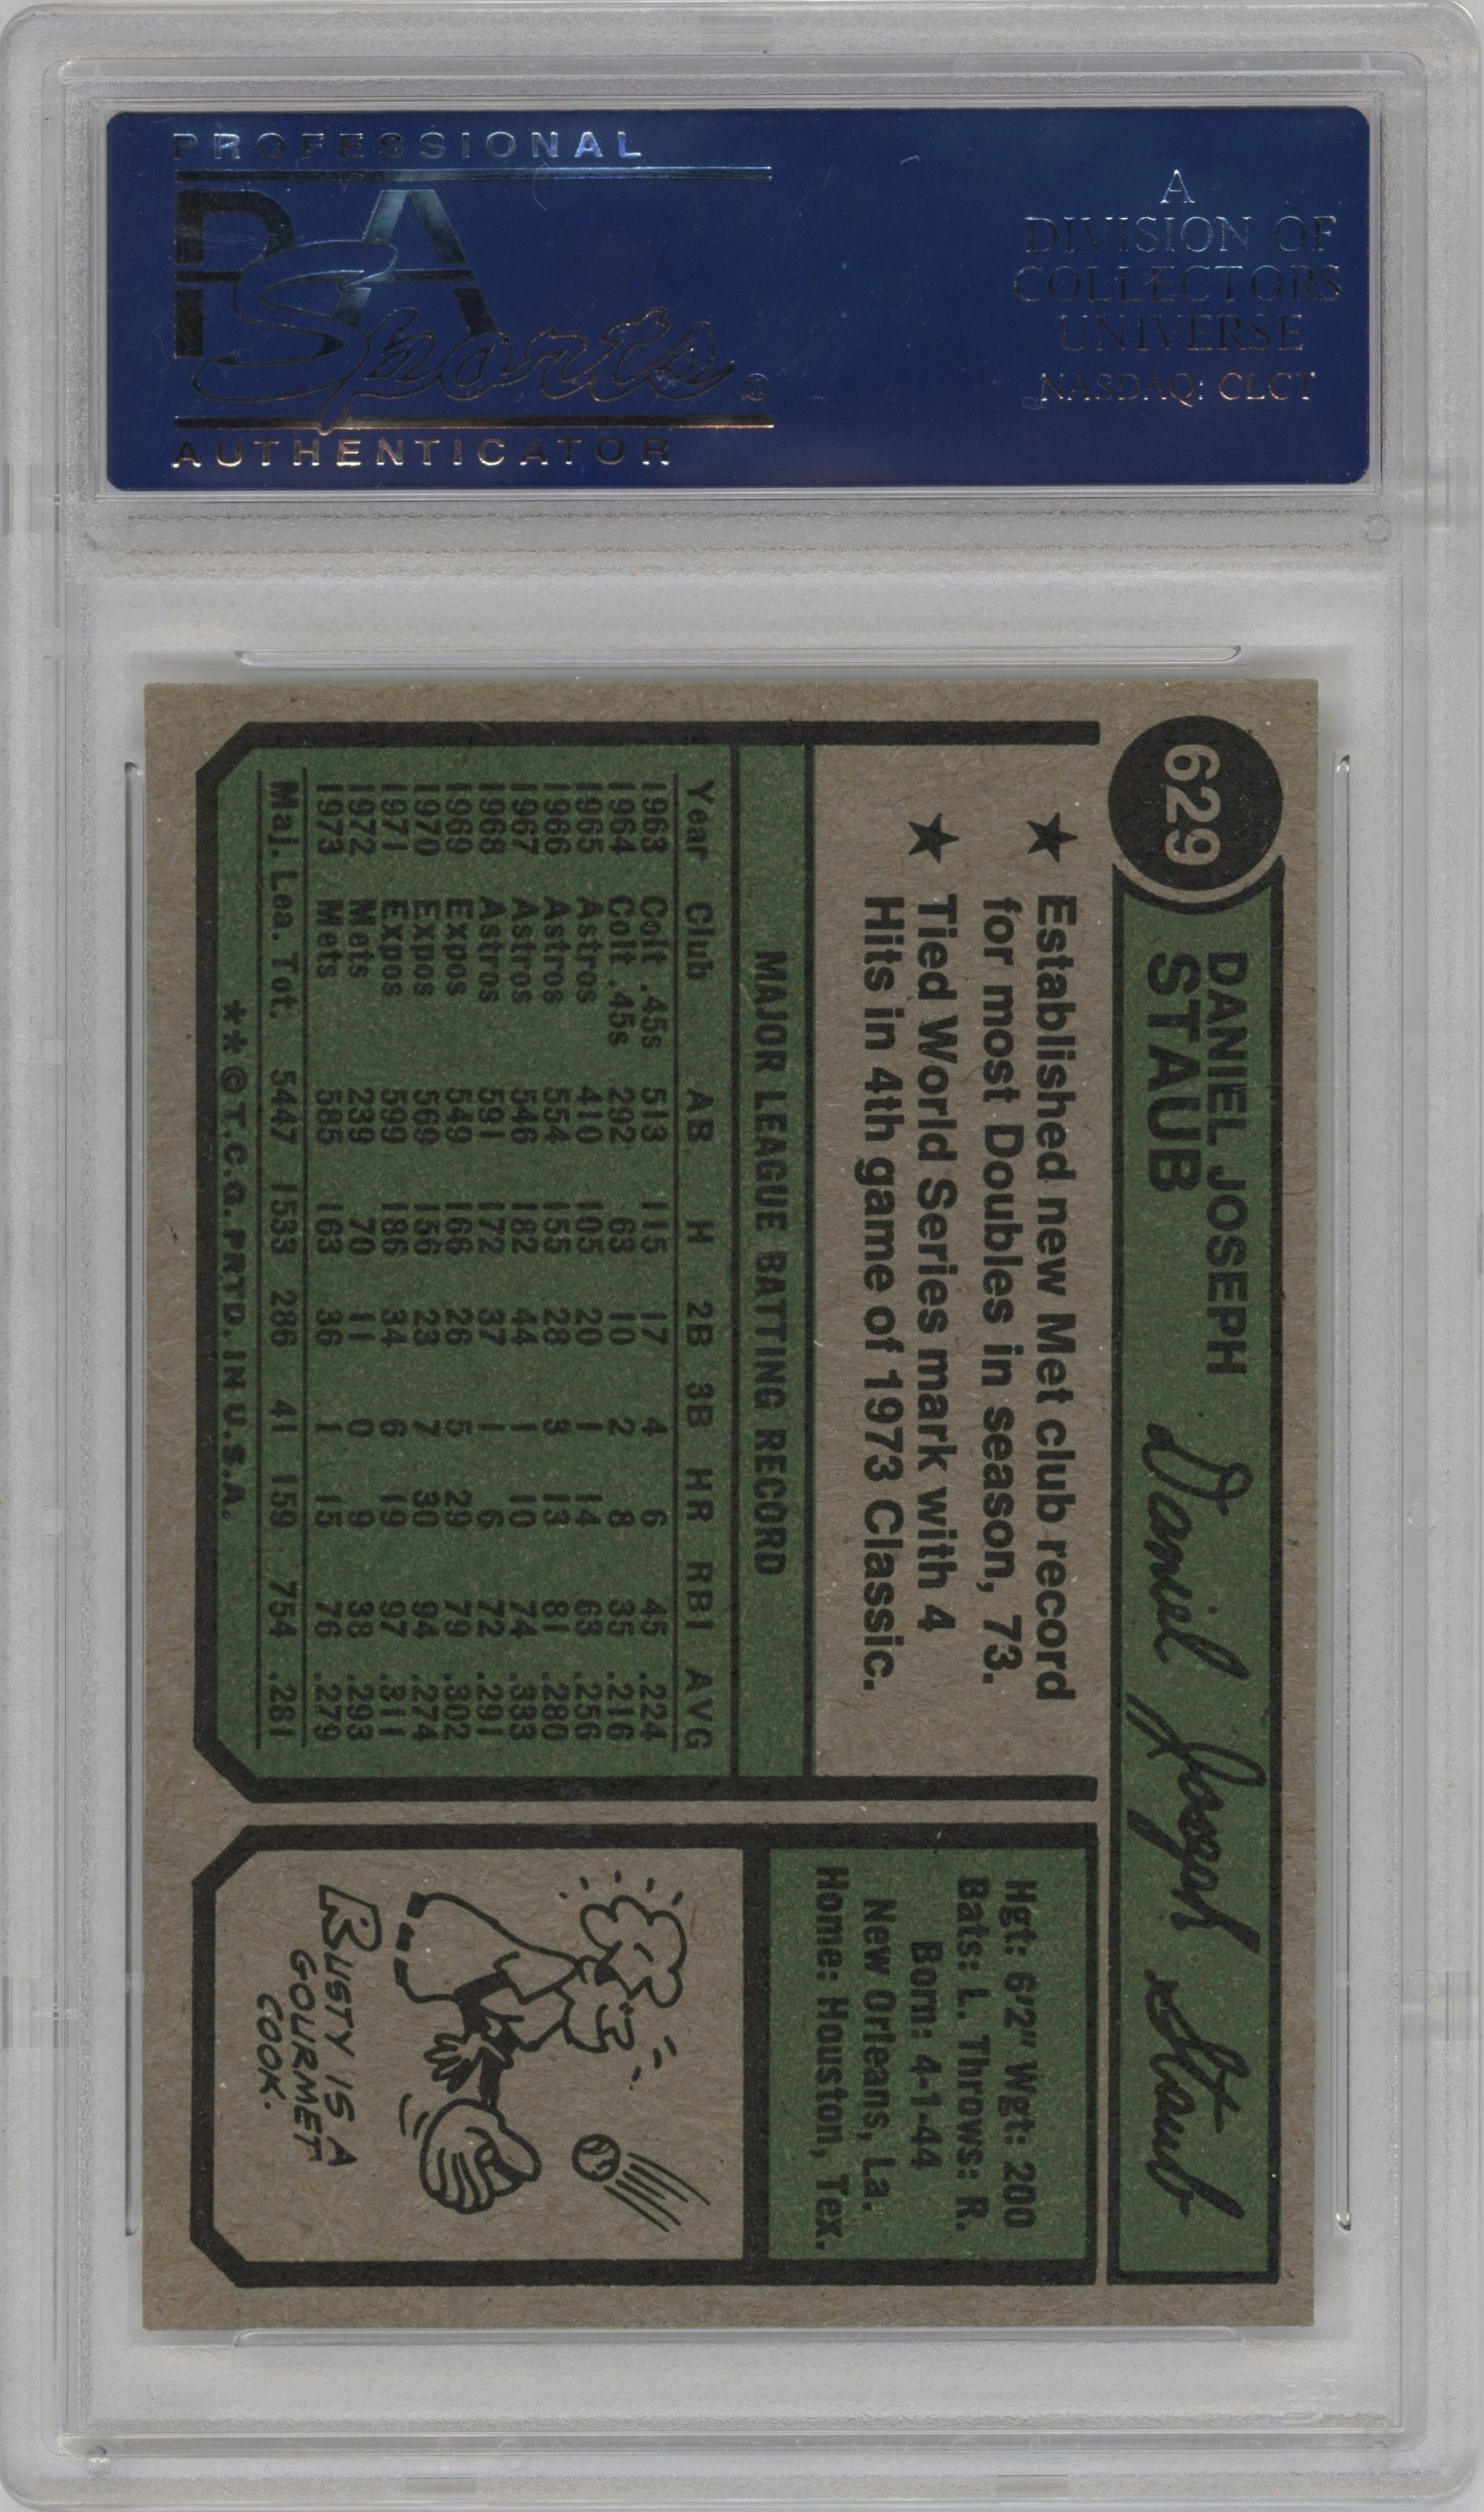 PROFESSIONAL
PSA
Sports®
AUTHENTICATOR
A
DIVISION OF
COLLECTORS
UNIVERSE
NASDAQ: CLCT
629
DANIEL JOSEPH
STAUB
Daniel Joseph Staub
★ Established new Met club record
for most Doubles in season, 73.
★ Tied World Series mark with 4
Hits in 4th game of 1973 Classic.
MAJOR LEAGUE BATTING RECORD
Year Club AB H 2B 3B HR RBI AVG
1963 Colt .45s 513 115 17 4 6 45 .224
1964 Colt .45s 292 63 10 2 8 35 .216
1965 Astros 410 105 20 1 14 63 .256
1966 Astros 554 155 28 3 13 81 .280
1967 Astros 546 182 44 1 10 74 .333
1968 Astros 591 172 37 1 6 72 .291
1969 Expos 549 166 26 5 29 79 .302
1970 Expos 569 156 23 7 30 94 .274
1971 Expos 599 186 34 6 19 97 .311
1972 Mets 239 70 11 0 9 38 .293
1973 Mets 585 163 36 1 15 76 .279
Maj. Lea. Tot. 5447 1533 286 41 159 754 .281
**©T.C.G. PRTD. IN U.S.A.
Hgt: 6'2" Wgt: 200
Bats: L. Throws: R.
Born: 4-1-44
New Orleans, La.
Home: Houston, Tex.
RUSTY IS A
GOURMET
COOK.